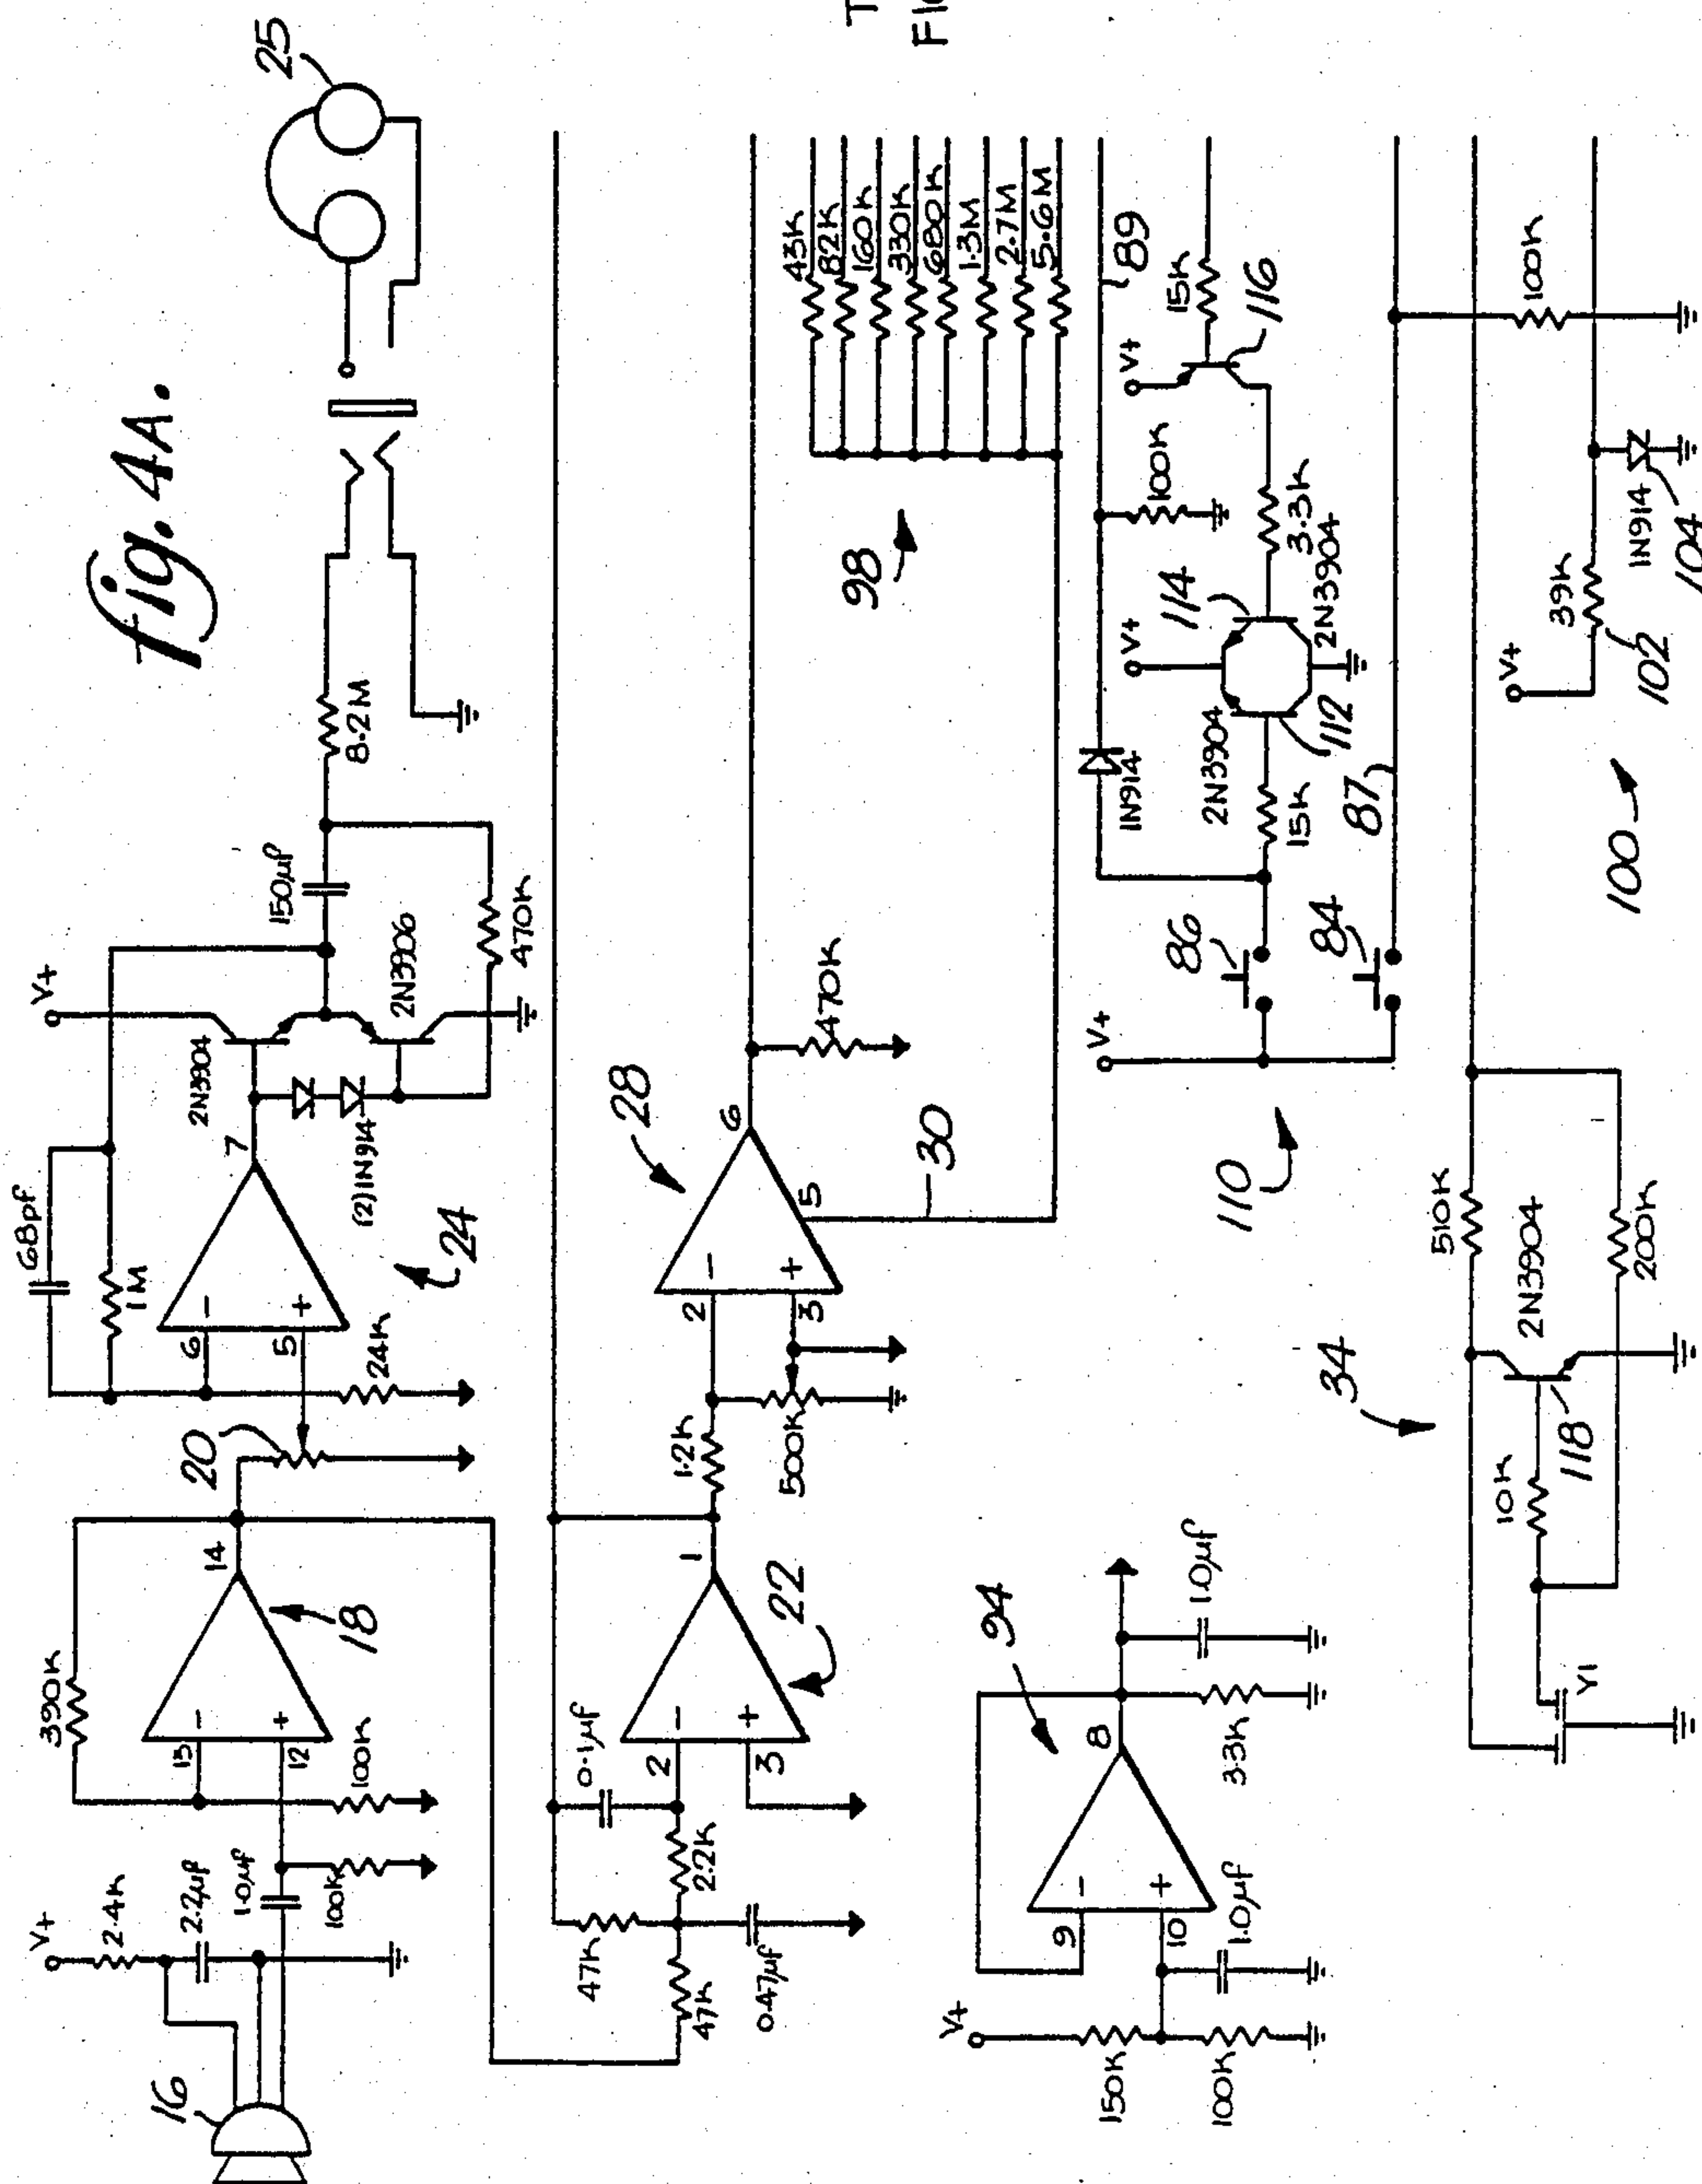 fig. 4A.
T
FIG
25
V+
68pf
1M
2N3904
7
(2)1N914
2N3906
150µf
8.2M
470K
24
6
-
5
+
24K
20
390K
14
18
13
-
12
+
100K
V+
2.4K
2.2µf
1.0µf
100K
16
0.1µf
47K
47K
2.2K
0.47µf
2
-
3
+
1
22
1.2K
500K
2
-
3
+
5
6
28
30
470K
43K
82K
160K
330K
680K
1.3M
2.7M
5.6M
98
89
V+
150K
100K
1.0µf
9
-
10
+
8
94
3.3K
1.0µf
V+
86
84
110
1N914
15K
2N3904
112
V+
114
2N3904
3.3K
100K
V+
116
15K
87
100K
34
Y1
10K
118
2N3904
510K
200K
100
V+
102
39K
1N914
104